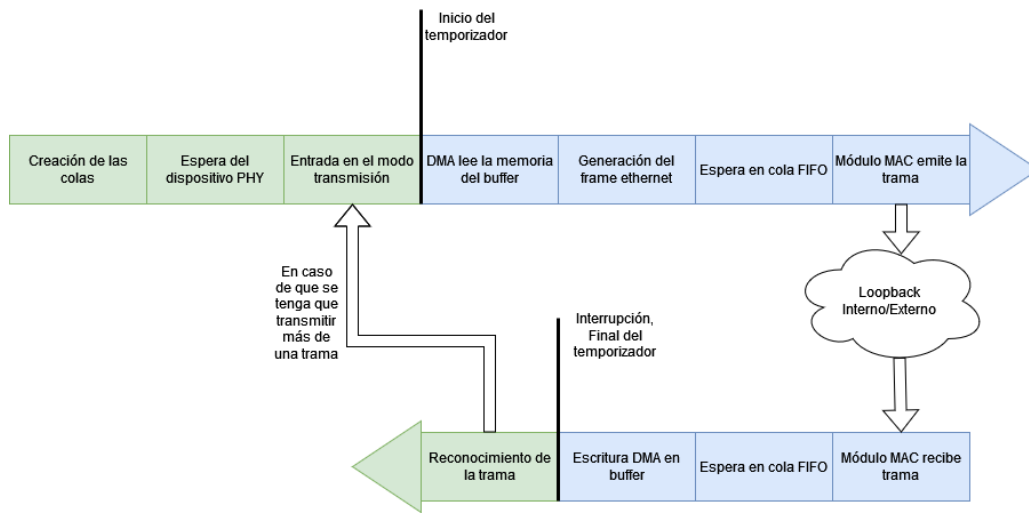 Inicio del
temporizador
Creación de las
colas
Espera del
dispositivo PHY
Entrada en el modo
transmisión
DMA lee la memoria
del buffer
Generación del
frame ethernet
Espera en cola FIFO
Módulo MAC emite la
trama
En caso
de que se
tenga que
transmitir
más de
una trama
Loopback
Interno/Externo
Interrupción,
Final del
temporizador
Reconocimiento de
la trama
Escritura DMA en
buffer
Espera en cola FIFO
Módulo MAC recibe
trama